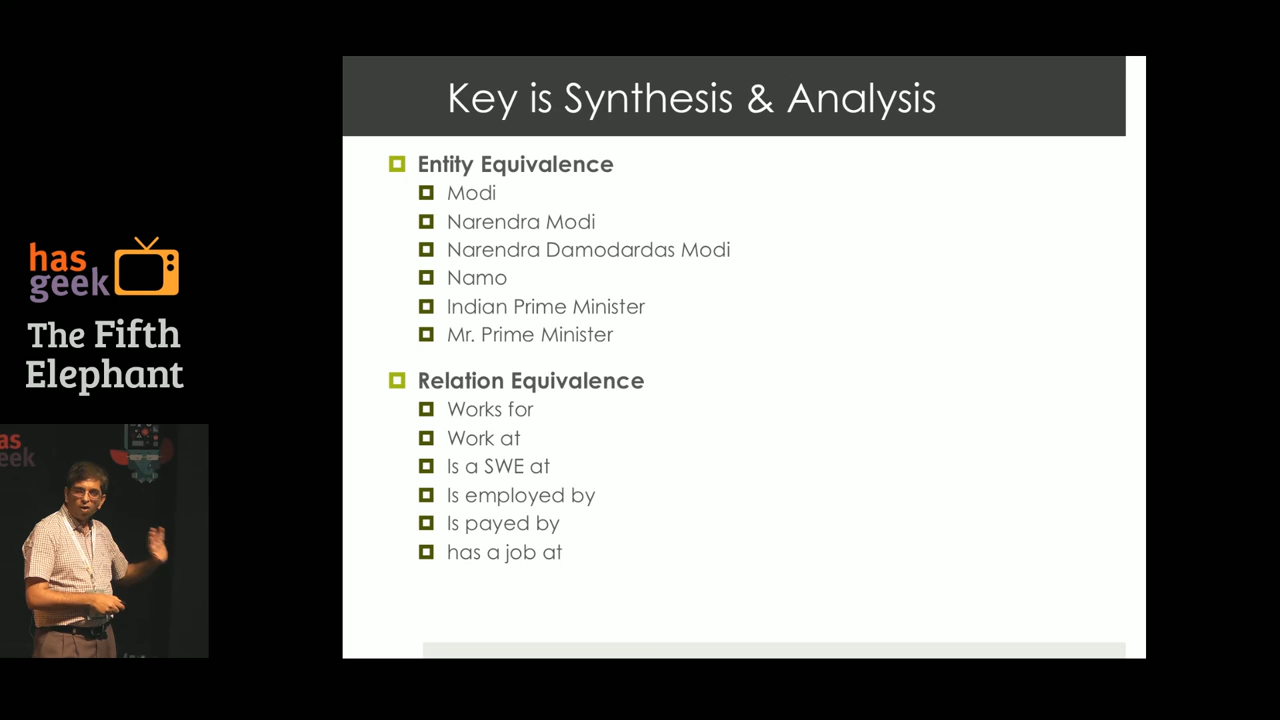 Key is Synthesis & Analysis
Entity Equivalence
Modi
Narendra Modi
Narendra Damodardas Modi
Namo
Indian Prime Minister
Mr. Prime Minister
Relation Equivalence
Works for
Work at
Is a SWE at
Is employed by
Is payed by
has a job at
has
geek
The Fifth
Elephant
as
eek